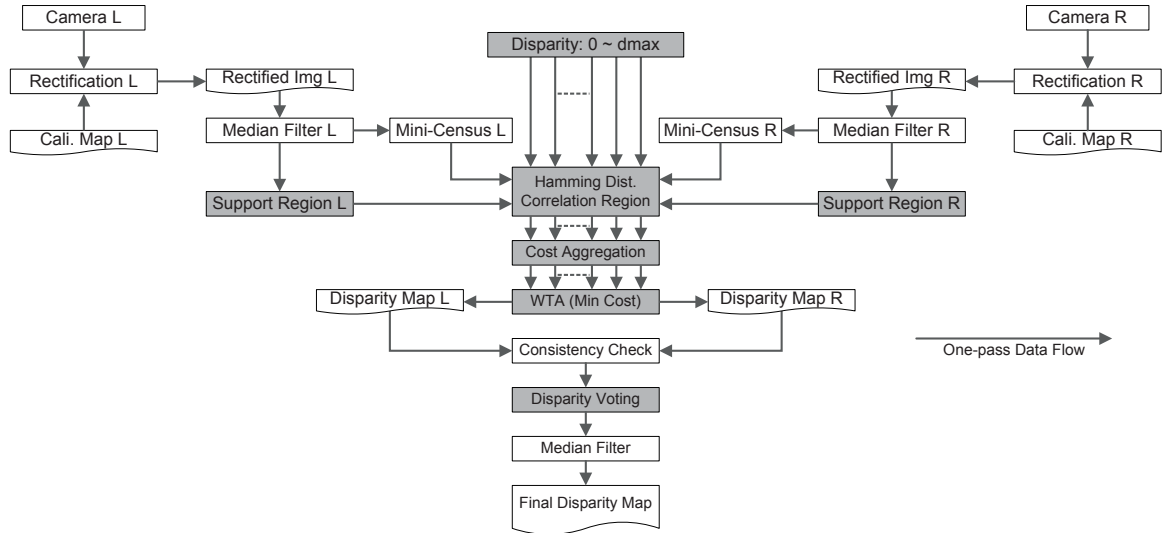 Camera L
Camera R
Disparity: 0 ~ dmax
Rectification L
Rectified Img L
Rectified Img R
Rectification R
Cali. Map L
Median Filter L
Mini-Census L
Mini-Census R
Median Filter R
Cali. Map R
Support Region L
Hamming Dist.
Correlation Region
Support Region R
Cost Aggregation
Disparity Map L
WTA (Min Cost)
Disparity Map R
Consistency Check
One-pass Data Flow
Disparity Voting
Median Filter
Final Disparity Map